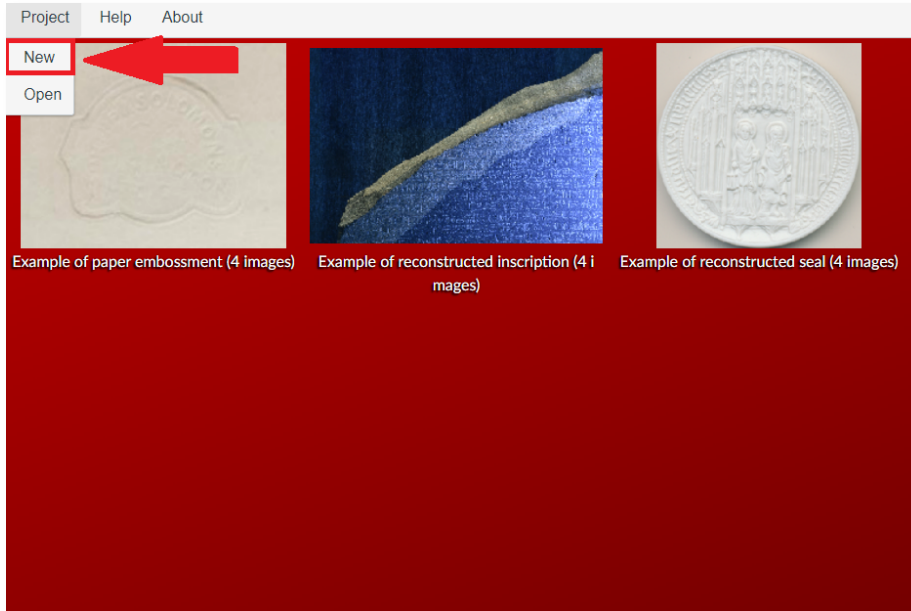 Project Help About
New
Open
Example of paper embossment (4 images)
Example of reconstructed inscription (4 i
mages)
Example of reconstructed seal (4 images)